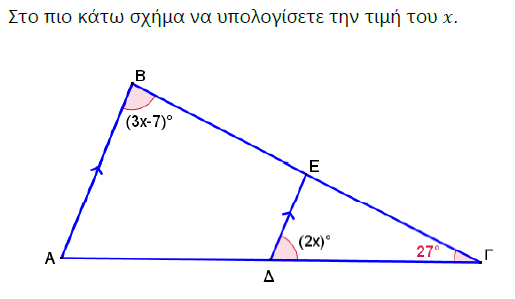 Στο πιο κάτω σχήμα να υπολογίσετε την τιμή του x.
B
(3x-7)°
E
(2x)°
27°
Γ
A
Δ